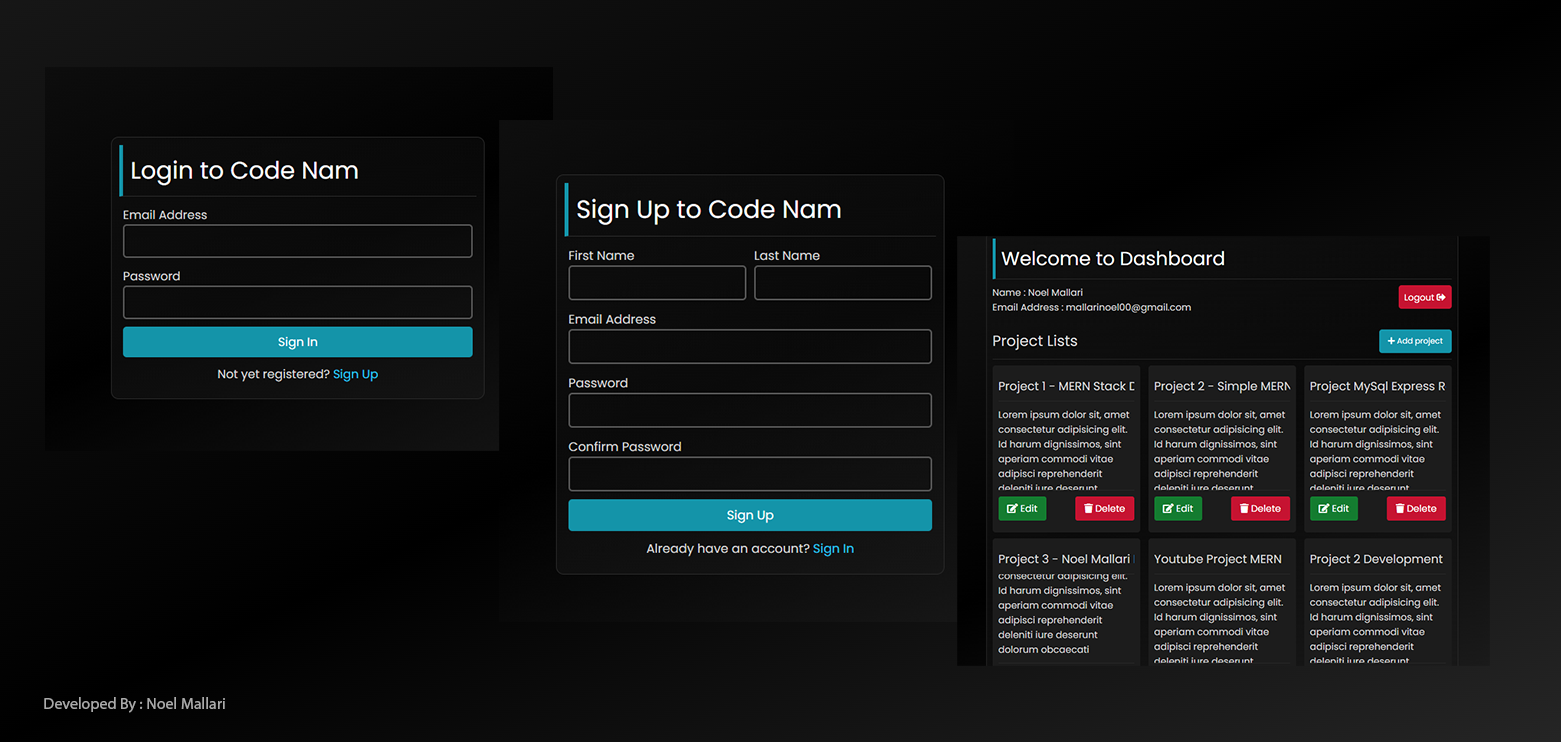 Login to Code Nam
Email Address
Password
Sign In
Not yet registered? Sign Up
Sign Up to Code Nam
First Name
Last Name
Email Address
Password
Confirm Password
Sign Up
Already have an account? Sign In
Welcome to Dashboard
Name : Noel Mallari
Email Address : mallarinoel00@gmail.com
Logout
Project Lists
+ Add project
Project 1 - MERN Stack D
Lorem ipsum dolor sit, amet
consectetur adipisicing elit.
Id harum dignissimos, sint
aperiam commodi vitae
adipisci reprehenderit
deleniti iure deserunt
Edit
Delete
Project 2 - Simple MERN
Lorem ipsum dolor sit, amet
consectetur adipisicing elit.
Id harum dignissimos, sint
aperiam commodi vitae
adipisci reprehenderit
deleniti iure deserunt
Edit
Delete
Project MySql Express R
Lorem ipsum dolor sit, amet
consectetur adipisicing elit.
Id harum dignissimos, sint
aperiam commodi vitae
adipisci reprehenderit
deleniti iure deserunt
Edit
Delete
Project 3 - Noel Mallari
consectetur adipisicing elit.
Id harum dignissimos, sint
aperiam commodi vitae
adipisci reprehenderit
deleniti iure deserunt
dolorum obcaecati
Youtube Project MERN
Lorem ipsum dolor sit, amet
consectetur adipisicing elit.
Id harum dignissimos, sint
aperiam commodi vitae
adipisci reprehenderit
deleniti iure deserunt
Project 2 Development
Lorem ipsum dolor sit, amet
consectetur adipisicing elit.
Id harum dignissimos, sint
aperiam commodi vitae
adipisci reprehenderit
deleniti iure deserunt
Developed By : Noel Mallari